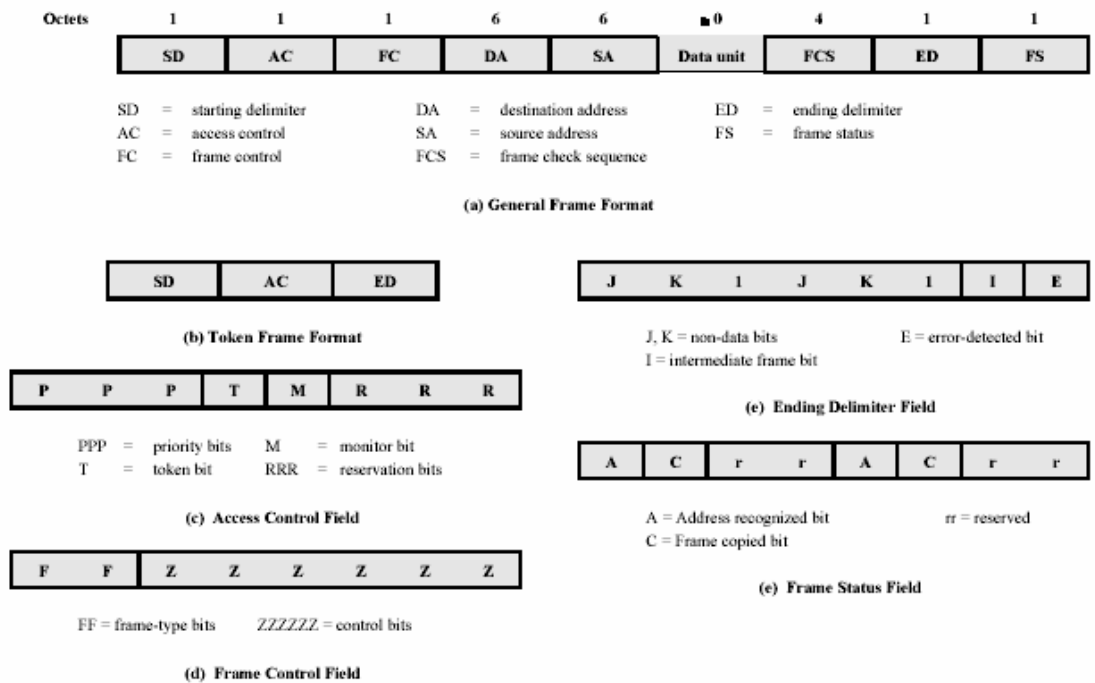 Octets 1 1 1 6 6 0 4 1 1
SD AC FC DA SA Data unit FCS ED FS
SD = starting delimiter DA = destination address ED = ending delimiter
AC = access control SA = source address FS = frame status
FC = frame control FCS = frame check sequence
(a) General Frame Format
SD AC ED
(b) Token Frame Format
J K 1 J K 1 I E
J, K = non-data bits E = error-detected bit
I = intermediate frame bit
(e) Ending Delimiter Field
P P P T M R R R
PPP = priority bits M = monitor bit
T = token bit RRR = reservation bits
(c) Access Control Field
A C r r A C r r
A = Address recognized bit rr = reserved
C = Frame copied bit
(e) Frame Status Field
F F Z Z Z Z Z Z
FF = frame-type bits ZZZZZZ = control bits
(d) Frame Control Field